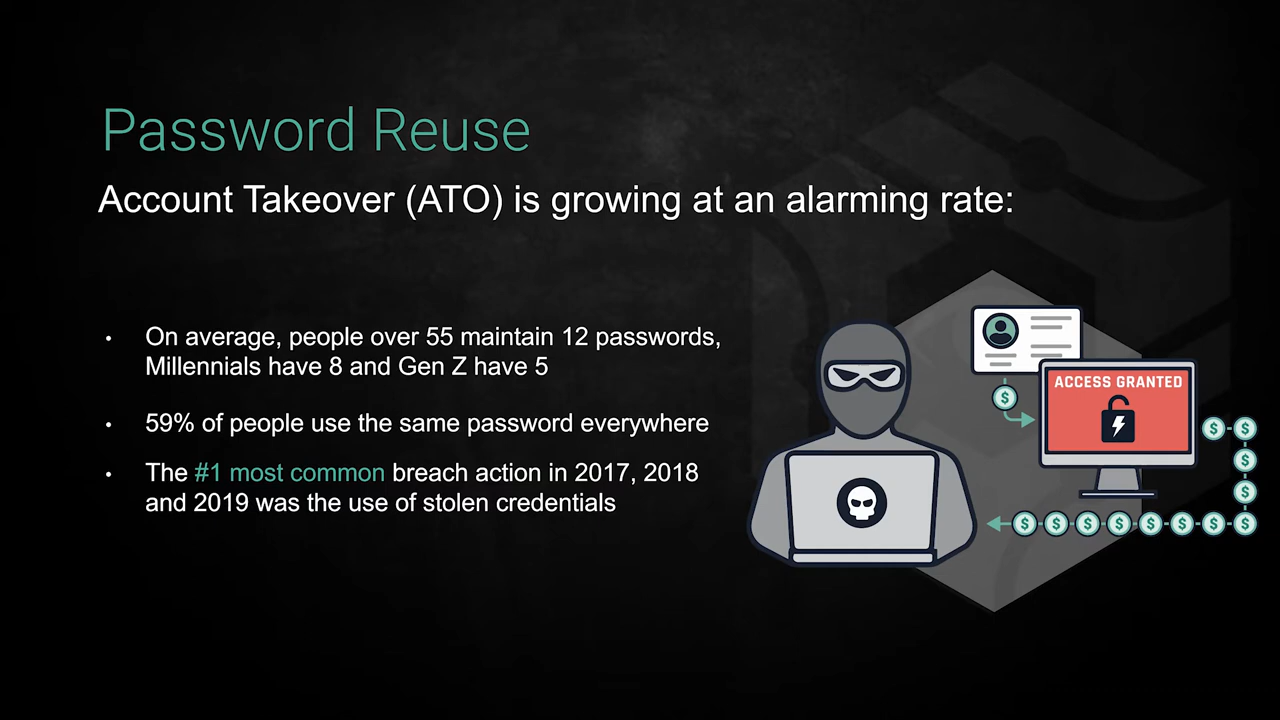 Password Reuse
Account Takeover (ATO) is growing at an alarming rate:
• On average, people over 55 maintain 12 passwords,
Millennials have 8 and Gen Z have 5
• 59% of people use the same password everywhere
• The #1 most common breach action in 2017, 2018
and 2019 was the use of stolen credentials
ACCESS GRANTED
$
$ $
$
$
$ $ $ $ $ $ $ $